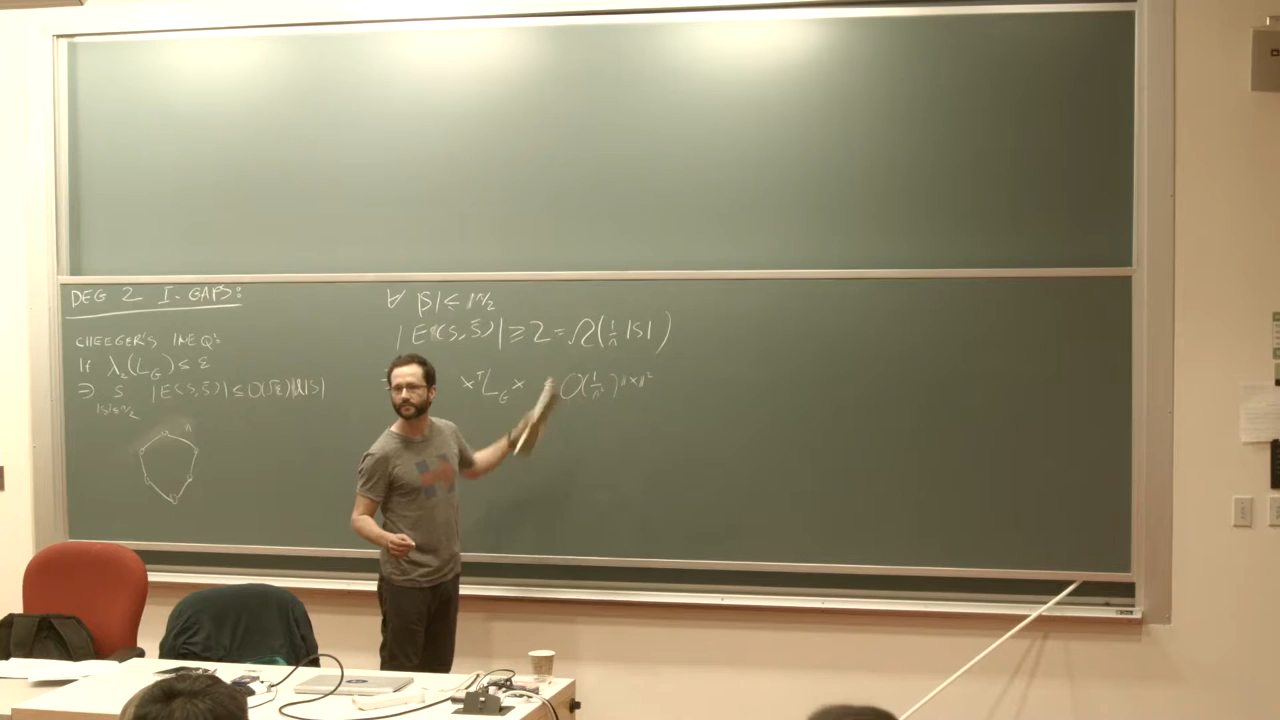 DEG 2 I. GAPS:
CHEEGER'S INEQ:
If λ₂(L_G) ≤ ε
∃ S |E(S, S̄)| ≤ O(√ε)|S|
|S| ≤ n/2
n
∀ |S| ≤ n/2
|E(S, S̄)| ≥ 2 = Ω(1/n |S|)
∃ xᵀL_G x O(1/n²)‖x‖²